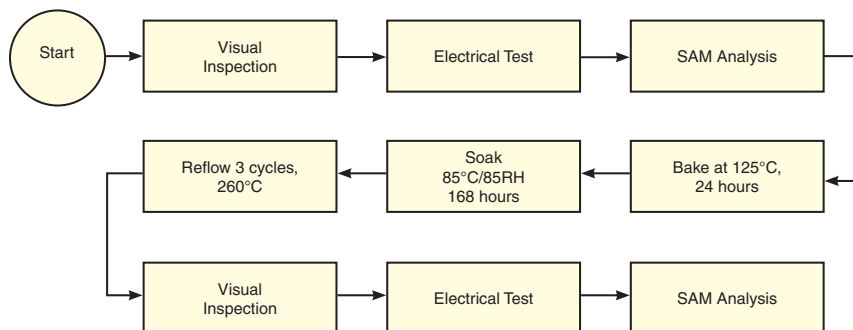 Start
Visual
Inspection
Electrical Test
SAM Analysis
Bake at 125°C,
24 hours
Soak
85°C/85RH
168 hours
Reflow 3 cycles,
260°C
Visual
Inspection
Electrical Test
SAM Analysis